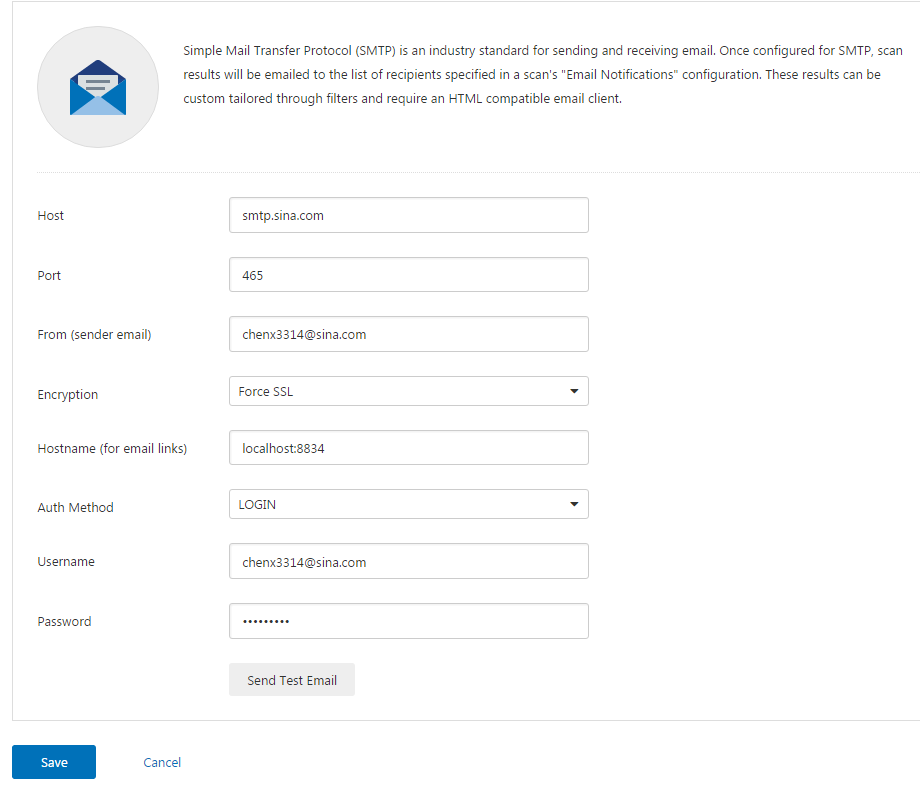 Simple Mail Transfer Protocol (SMTP) is an industry standard for sending and receiving email. Once configured for SMTP, scan
results will be emailed to the list of recipients specified in a scan's "Email Notifications" configuration. These results can be
custom tailored through filters and require an HTML compatible email client.
Host smtp.sina.com
Port 465
From (sender email) chenx3314@sina.com
Encryption Force SSL
Hostname (for email links) localhost:8834
Auth Method LOGIN
Username chenx3314@sina.com
Password •••••••••
Send Test Email
Save Cancel